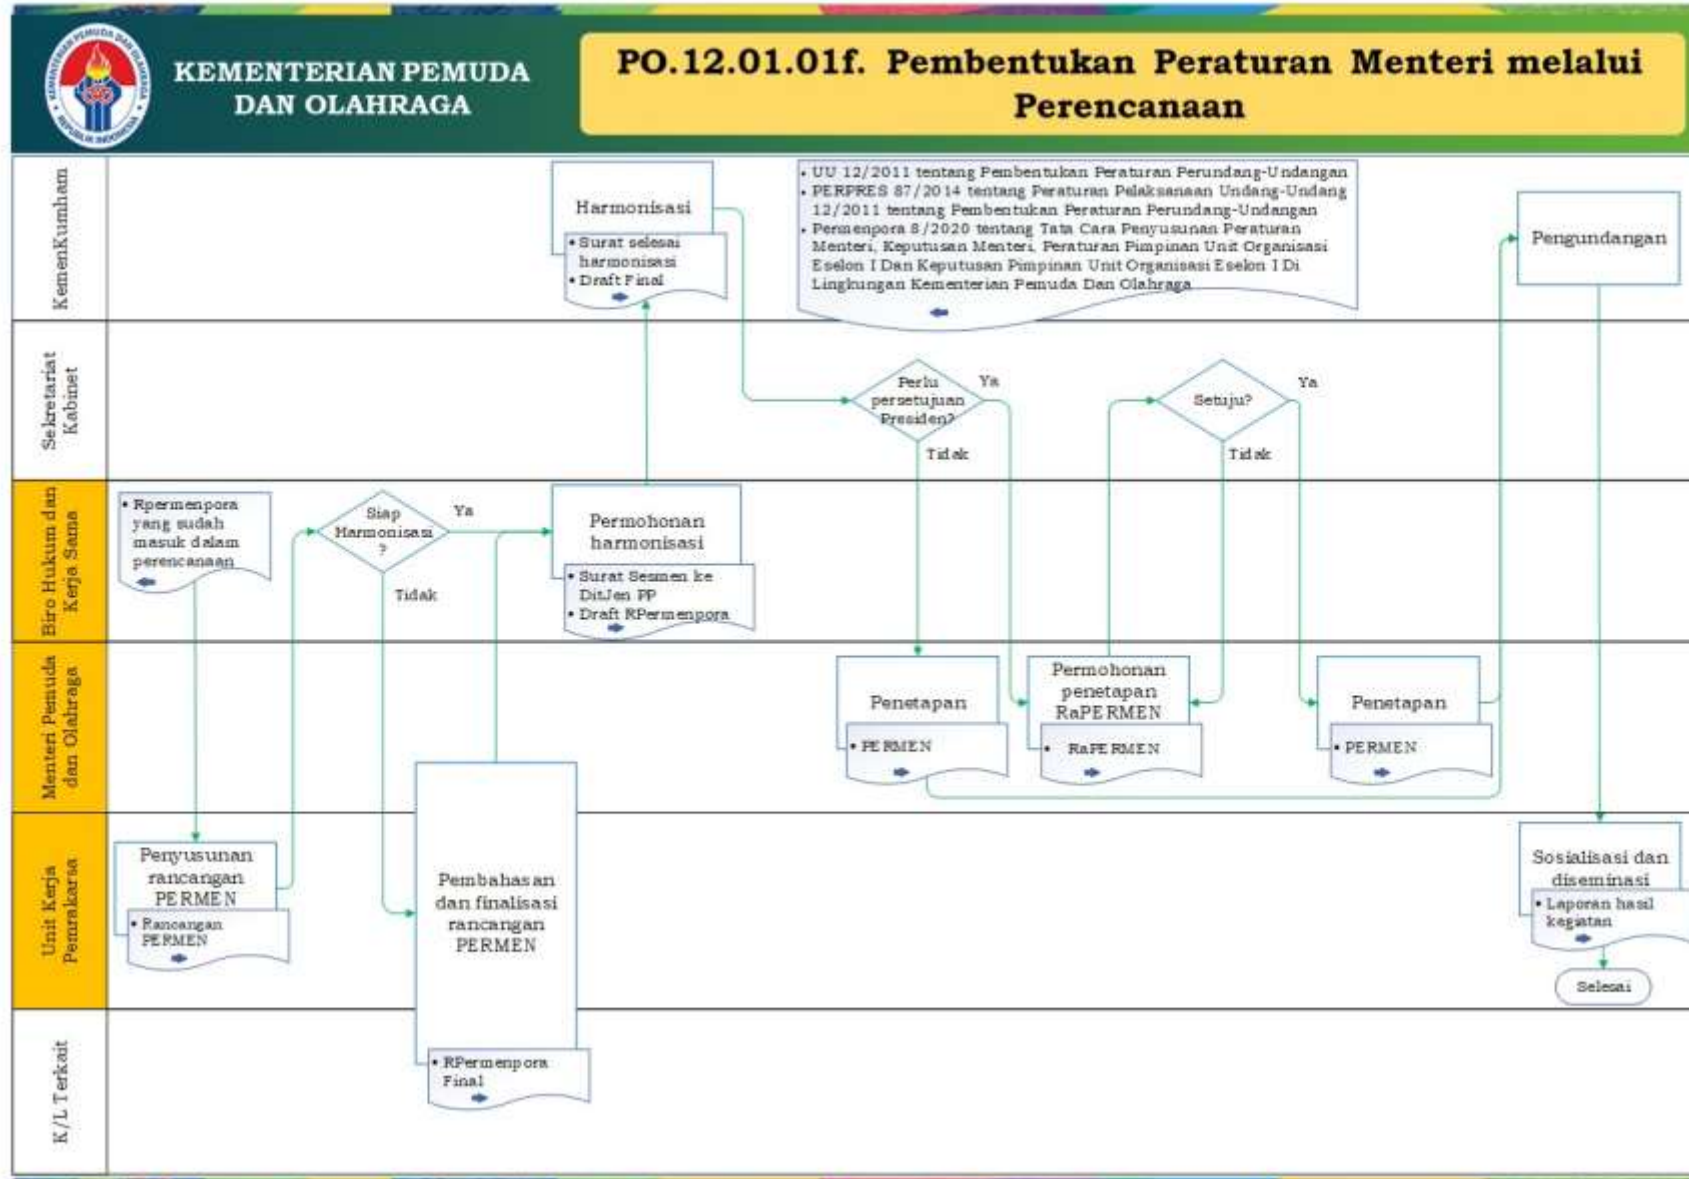 KEMENTERIAN PEMUDA DAN OLAHRAGA
REPUBLIK INDONESIA
KEMENTERIAN PEMUDA
DAN OLAHRAGA
PO.12.01.01f. Pembentukan Peraturan Menteri melalui
Perencanaan
KemenKumham
Harmonisasi
• Surat selesai
harmonisasi
• Draft Final
• UU 12/2011 tentang Pembentukan Peraturan Perundang-Undangan
• PERPRES 87/2014 tentang Peraturan Pelaksanaan Undang-Undang
12/2011 tentang Pembentukan Peraturan Perundang-Undangan
• Permenpora 8/2020 tentang Tata Cara Penyusunan Peraturan
Menteri, Keputusan Menteri, Peraturan Pimpinan Unit Organisasi
Eselon I Dan Keputusan Pimpinan Unit Organisasi Eselon I Di
Lingkungan Kementerian Pemuda Dan Olahraga
Pengundangan
Sekretariat
Kabinet
Perlu
persetujuan
Presiden?
Ya
Tidak
Setuju?
Ya
Tidak
Biro Hukum dan
Kerja Sama
• Rpermenpora
yang sudah
masuk dalam
perencanaan
Siap
Harmonisasi
?
Ya
Tidak
Permohonan
harmonisasi
• Surat Sesmen ke
DitJen PP
• Draft RPermenpora
Menteri Pemuda
dan Olahraga
Penetapan
• PERMEN
Permohonan
penetapan
RaPERMEN
• RaPERMEN
Penetapan
• PERMEN
Unit Kerja
Pemrakarsa
Penyusunan
rancangan
PERMEN
• Rancangan
PERMEN
Pembahasan
dan finalisasi
rancangan
PERMEN
Sosialisasi dan
diseminasi
• Laporan hasil
kegiatan
Selesai
K/L Terkait
• RPermenpora
Final